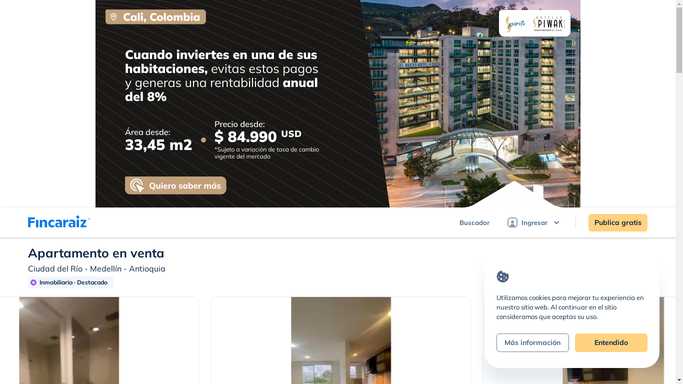 Cali, Colombia
Cuando inviertes en una de sus
habitaciones, evitas estos pagos
y generas una rentabilidad anual
del 8%
Área desde:
33,45 m2
Precio desde:
$ 84.990 USD
*Sujeto a variación de tasa de cambio
vigente del mercado
Quiero saber más
SPIWAK
Fincaraiz
Buscador
Ingresar
Publica gratis
Apartamento en venta
Ciudad del Río - Medellín - Antioquia
Inmobiliaria · Destacado
Utilizamos cookies para mejorar tu experiencia en
nuestro sitio web. Al continuar en el sitio
consideramos que aceptas su uso.
Más información
Entendido